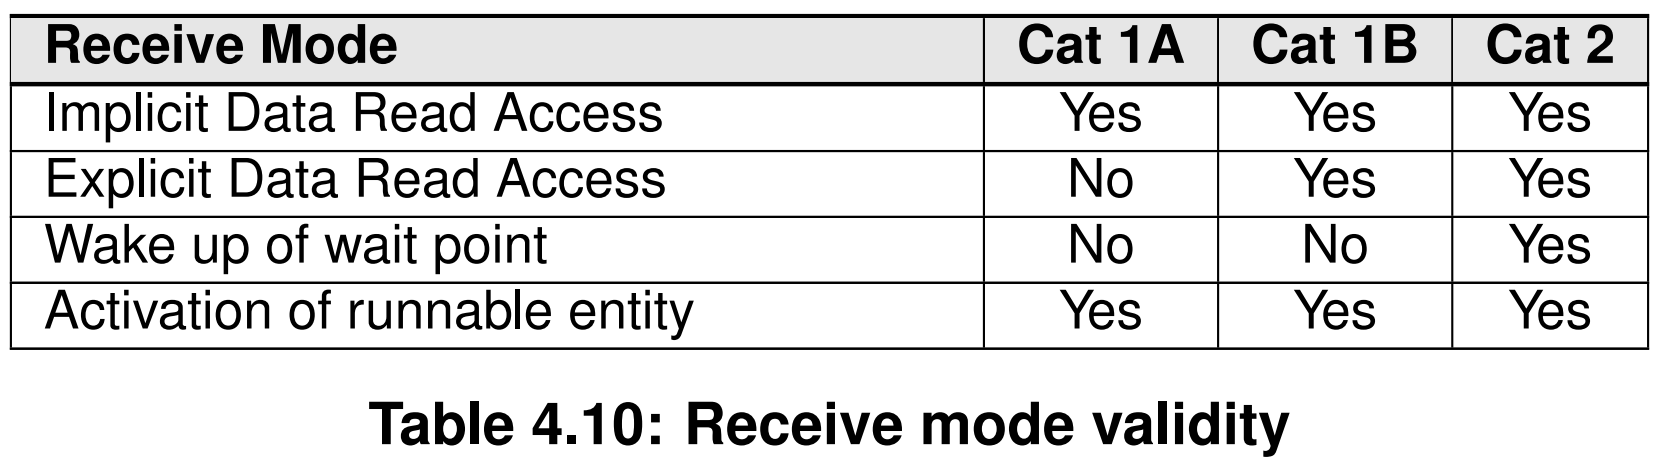 Receive Mode Cat 1A Cat 1B Cat 2
Implicit Data Read Access Yes Yes Yes
Explicit Data Read Access No Yes Yes
Wake up of wait point No No Yes
Activation of runnable entity Yes Yes Yes
Table 4.10: Receive mode validity